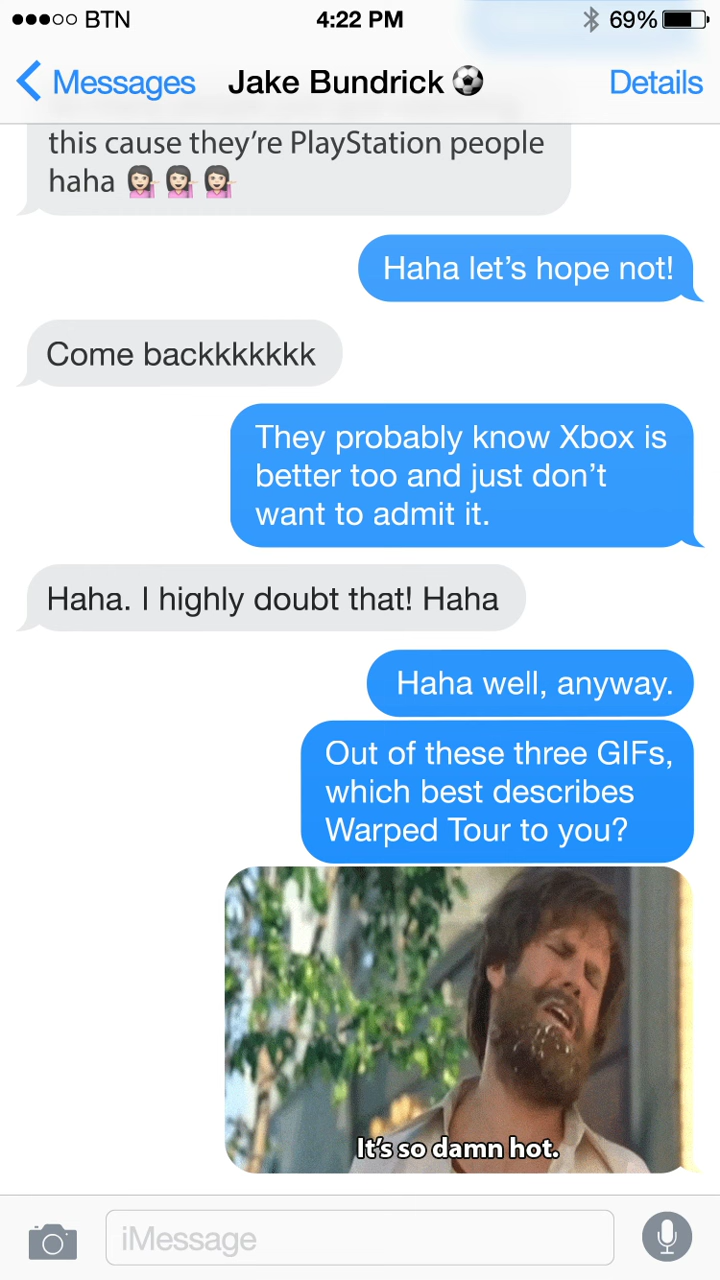 BTN 4:22 PM 69%
Messages Jake Bundrick Details
this cause they're PlayStation people
haha
Haha let's hope not!
Come backkkkkkk
They probably know Xbox is
better too and just don't
want to admit it.
Haha. I highly doubt that! Haha
Haha well, anyway.
Out of these three GIFs,
which best describes
Warped Tour to you?
It's so damn hot.
iMessage